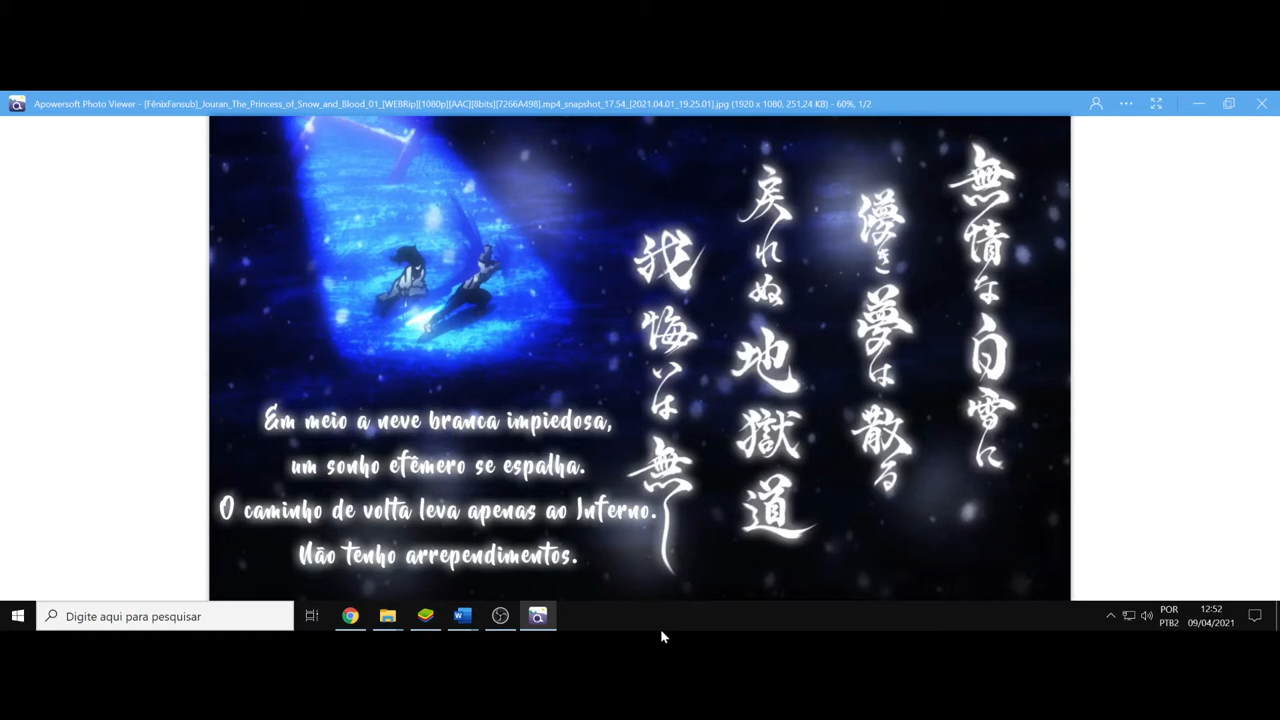 Apowersoft Photo Viewer - [FênixFansub]_Jouran_The_Princess_of_Snow_and_Blood_01_[WEBRip][1080p][AAC][8bits][7266A498].mp4_snapshot_17.54_[2021.04.01_19.25.01].jpg (1920 x 1080, 251,24 KB) - 60%, 1/2
無情な白雪に
儚き夢は散る
戻れぬ地獄道
我悔いは無し
Em meio a neve branca impiedosa,
um sonho efêmero se espalha.
O caminho de volta leva apenas ao Inferno.
Não tenho arrependimentos.
Digite aqui para pesquisar
POR
PTB2
12:52
09/04/2021